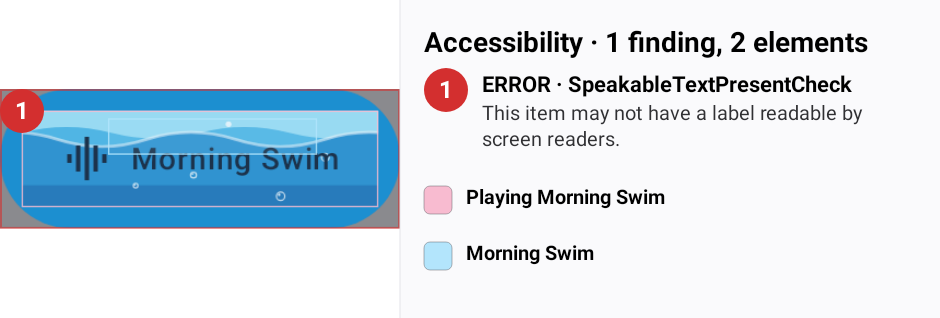 1
Morning Swim
Accessibility · 1 finding, 2 elements
1
ERROR · SpeakableTextPresentCheck
This item may not have a label readable by
screen readers.
Playing Morning Swim
Morning Swim